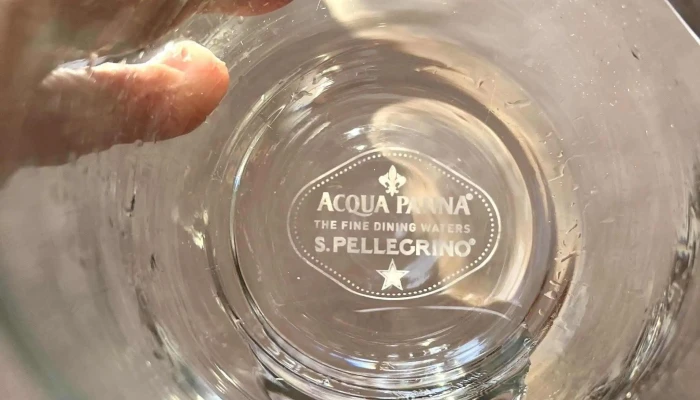 ACQUA PANNA®
THE FINE DINING WATERS
S.PELLEGRINO®